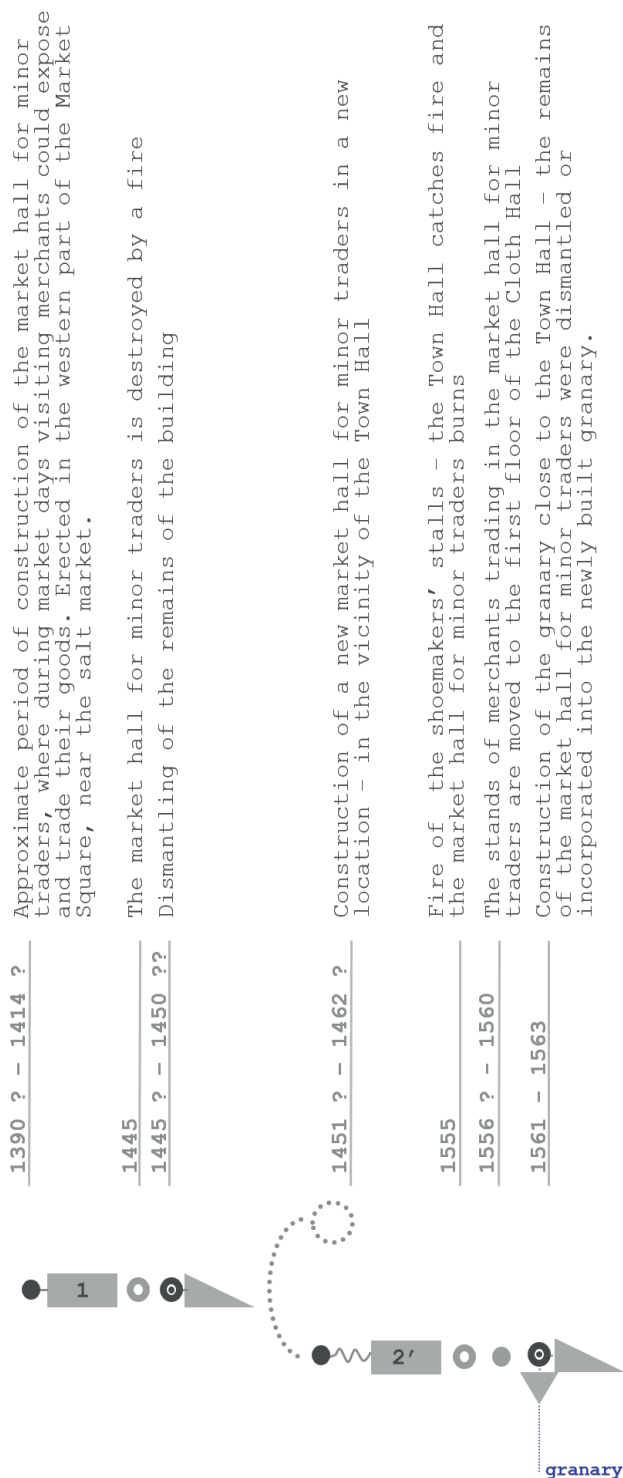 1390 ? – 1414 ?
Approximate period of construction of the market hall for minor
traders, where during market days visiting merchants could expose
and trade their goods. Erected in the western part of the Market
Square, near the salt market.
1445
The market hall for minor traders is destroyed by a fire
1445 ? – 1450 ??
Dismantling of the remains of the building
1451 ? – 1462 ?
Construction of a new market hall for minor traders in a new
location – in the vicinity of the Town Hall
1555
Fire of the shoemakers’ stalls – the Town Hall catches fire and
the market hall for minor traders burns
1556 ? – 1560
The stands of merchants trading in the market hall for minor
traders are moved to the first floor of the Cloth Hall
1561 – 1563
Construction of the granary close to the Town Hall – the remains
of the market hall for minor traders were dismantled or
incorporated into the newly built granary.
1
2’
granary